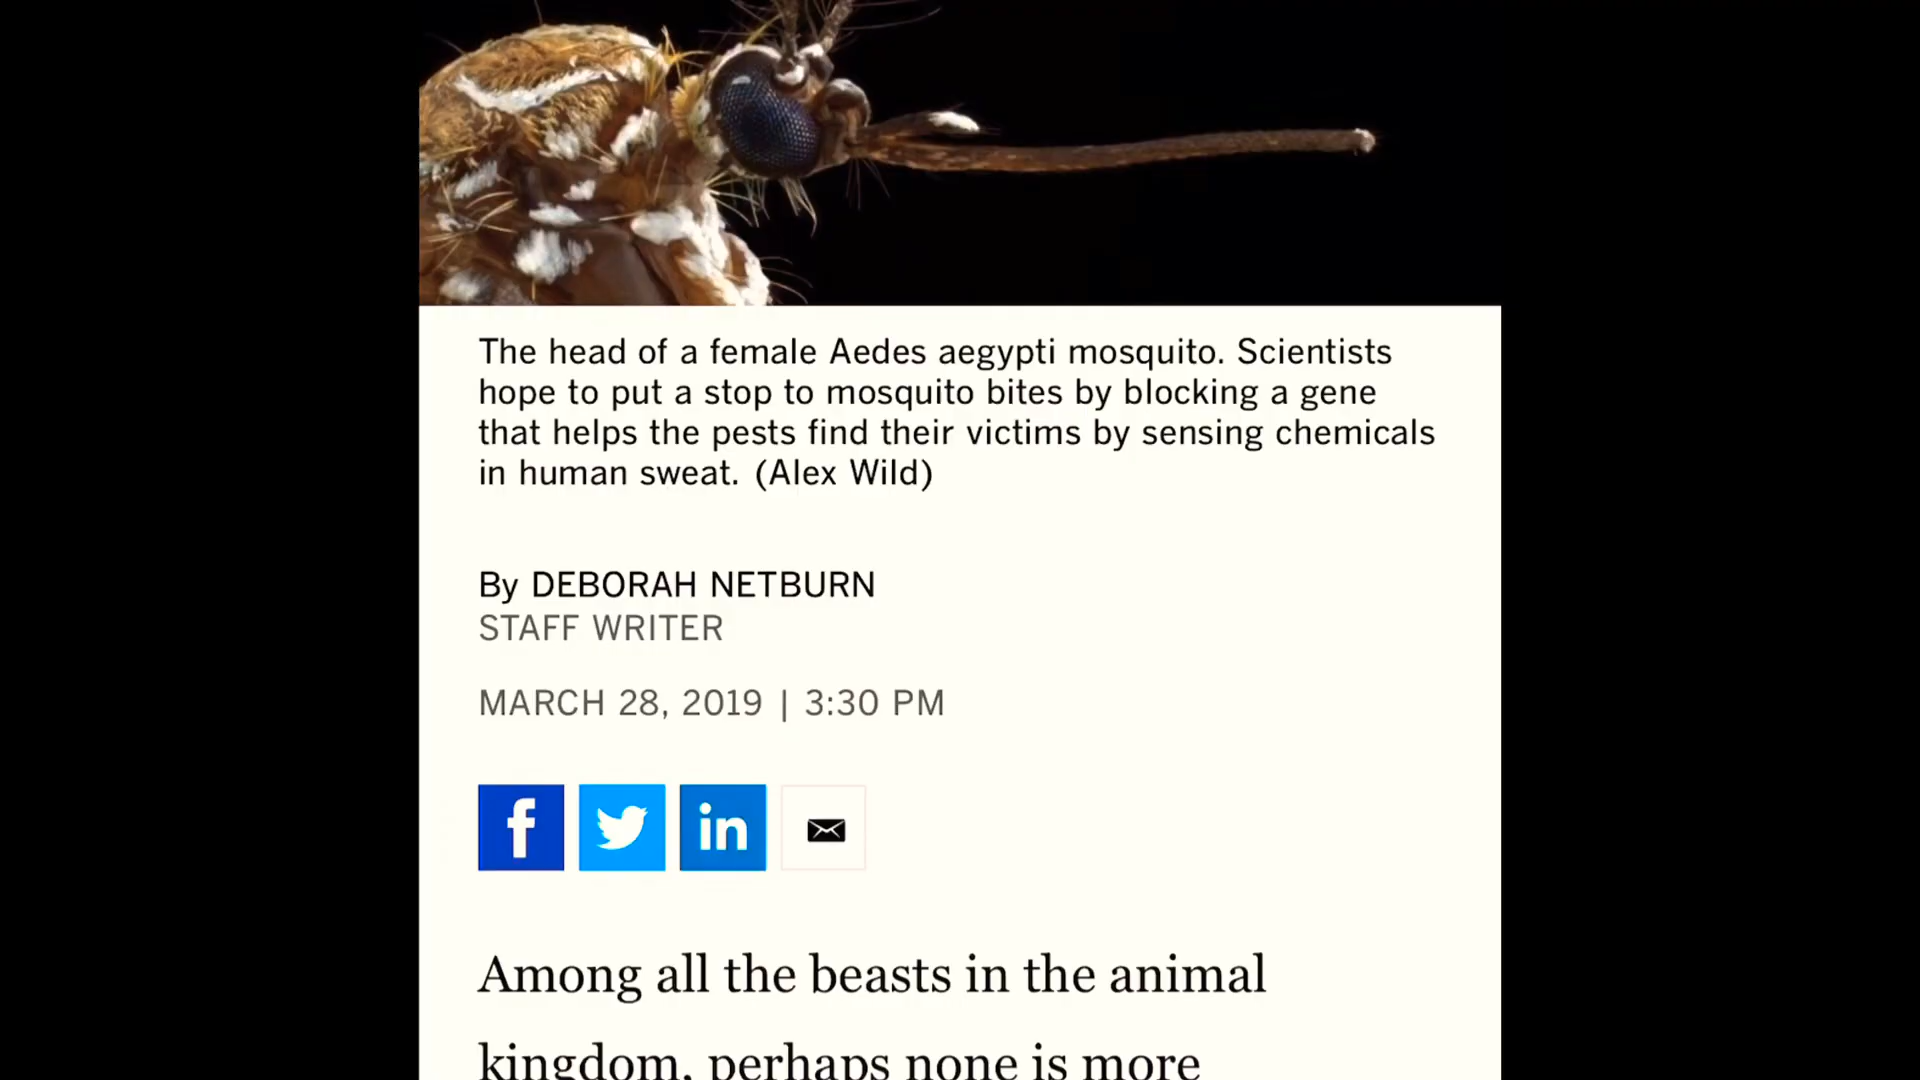 The head of a female Aedes aegypti mosquito. Scientists
hope to put a stop to mosquito bites by blocking a gene
that helps the pests find their victims by sensing chemicals
in human sweat. (Alex Wild)
By DEBORAH NETBURN
STAFF WRITER
MARCH 28, 2019 | 3:30 PM
f
in
Among all the beasts in the animal
kingdom, perhaps none is more